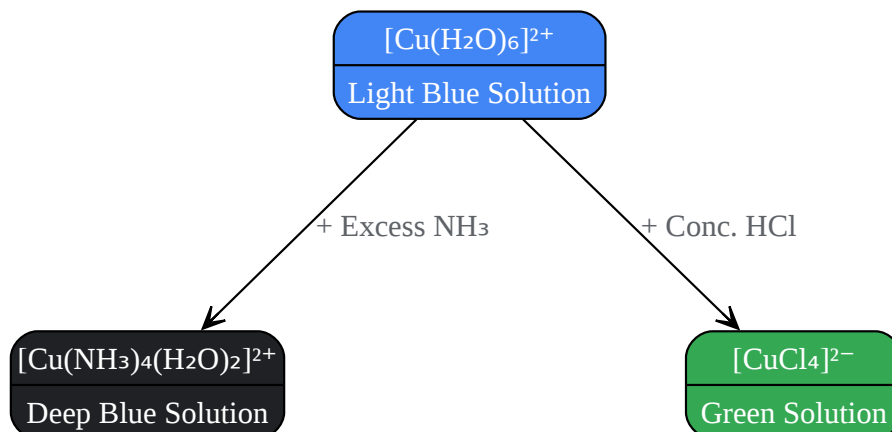 [Cu(H₂O)₆]²⁺
Light Blue Solution
+ Excess NH₃
+ Conc. HCl
[Cu(NH₃)₄(H₂O)₂]²⁺
Deep Blue Solution
[CuCl₄]²⁻
Green Solution